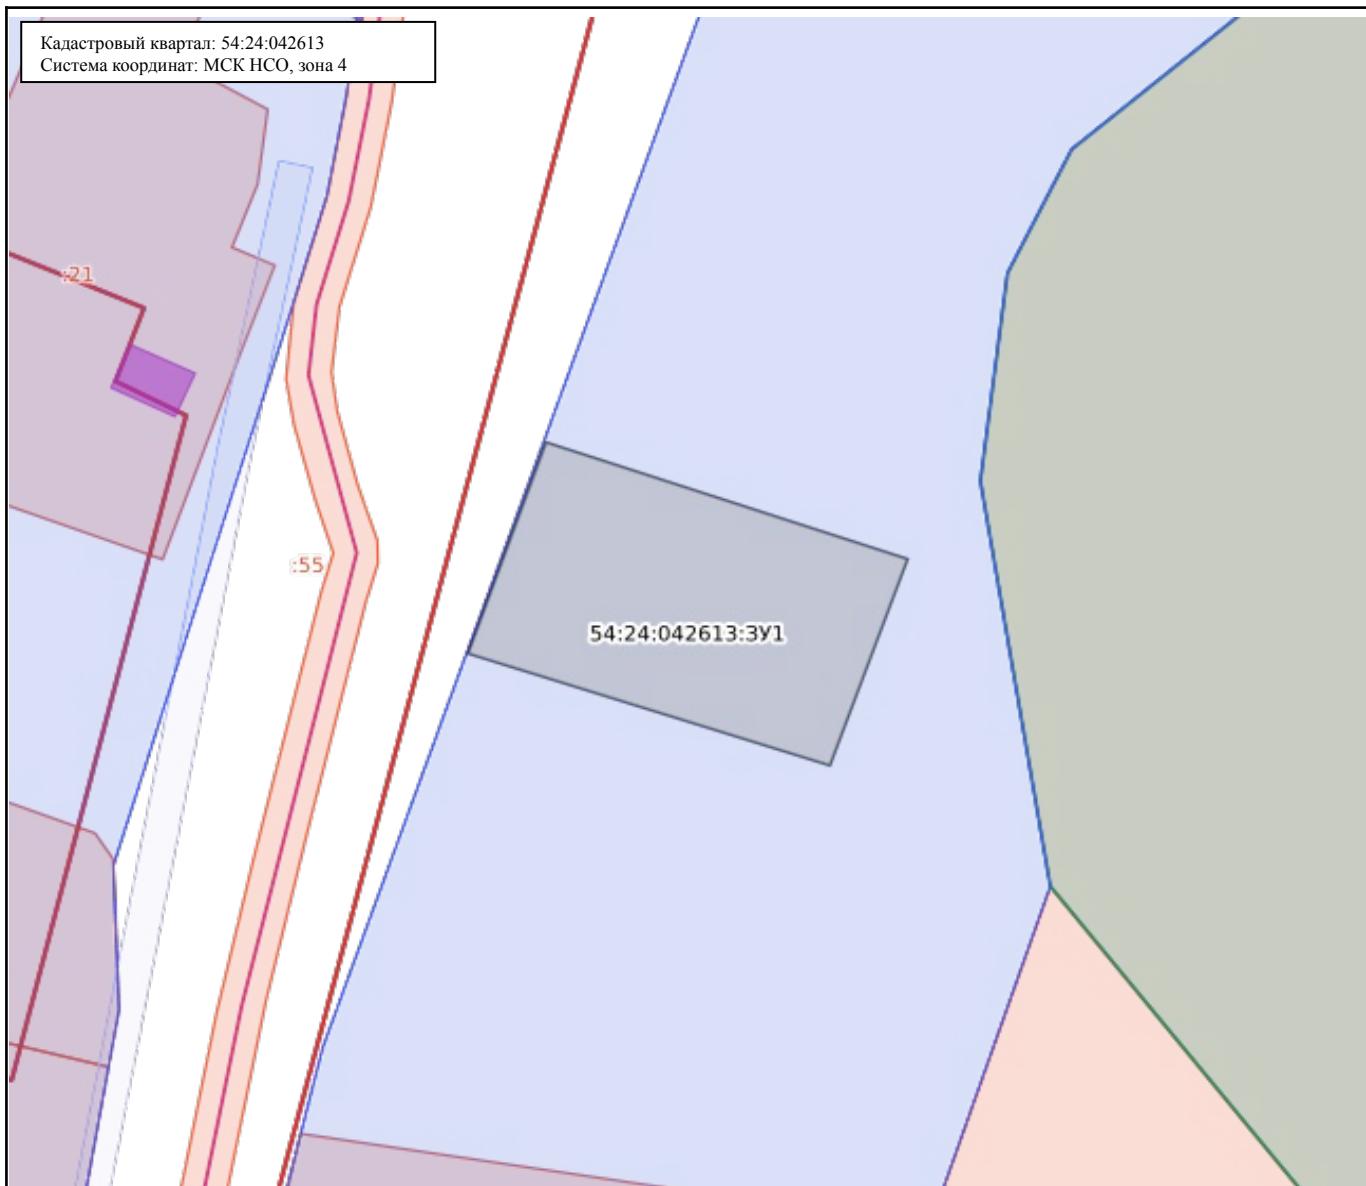 Кадастровый квартал: 54:24:042613
Система координат: МСК НСО, зона 4
:21
:55
54:24:042613:ЗУ1